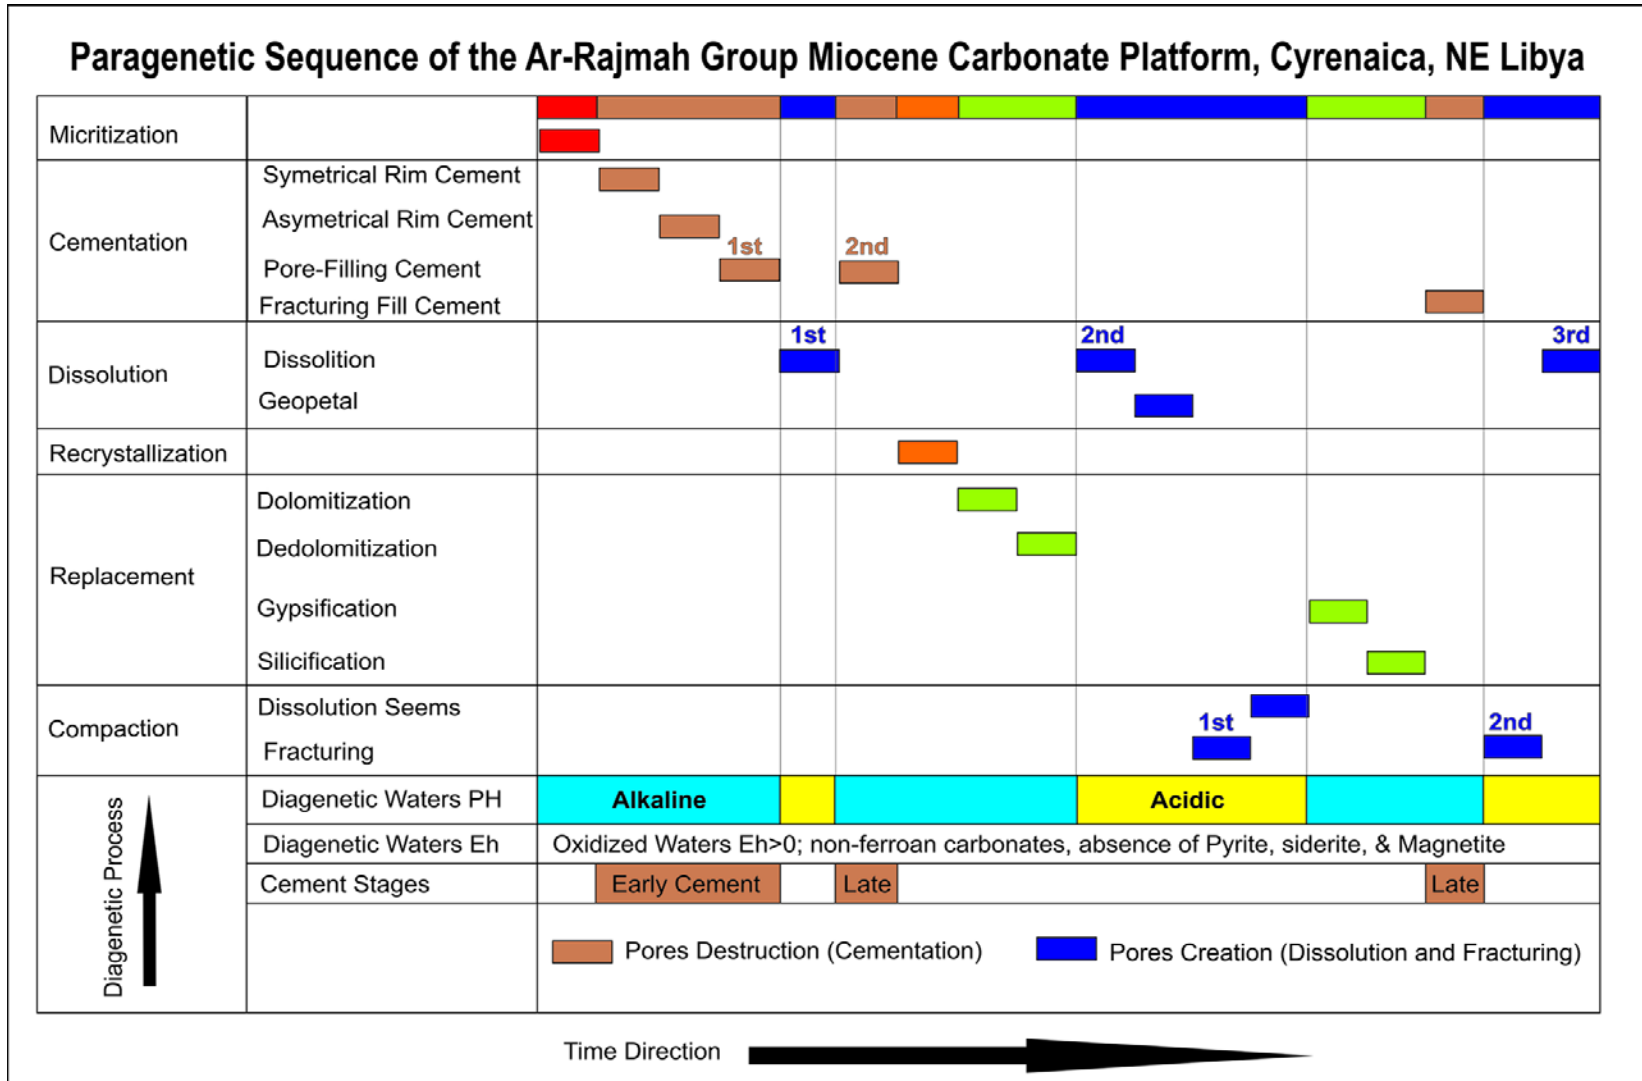 Paragenetic Sequence of the Ar-Rajmah Group Miocene Carbonate Platform, Cyrenaica, NE Libya
Micritization
Cementation
Symetrical Rim Cement
Asymetrical Rim Cement
1st
2nd
Pore-Filling Cement
Fracturing Fill Cement
Dissolution
1st
2nd
3rd
Dissolition
Geopetal
Recrystallization
Replacement
Dolomitization
Dedolomitization
Gypsification
Silicification
Compaction
Dissolution Seems
1st
2nd
Fracturing
Diagenetic Process
Diagenetic Waters PH
Alkaline
Acidic
Diagenetic Waters Eh
Oxidized Waters Eh>0; non-ferroan carbonates, absence of Pyrite, siderite, & Magnetite
Cement Stages
Early Cement
Late
Late
Pores Destruction (Cementation)
Pores Creation (Dissolution and Fracturing)
Time Direction